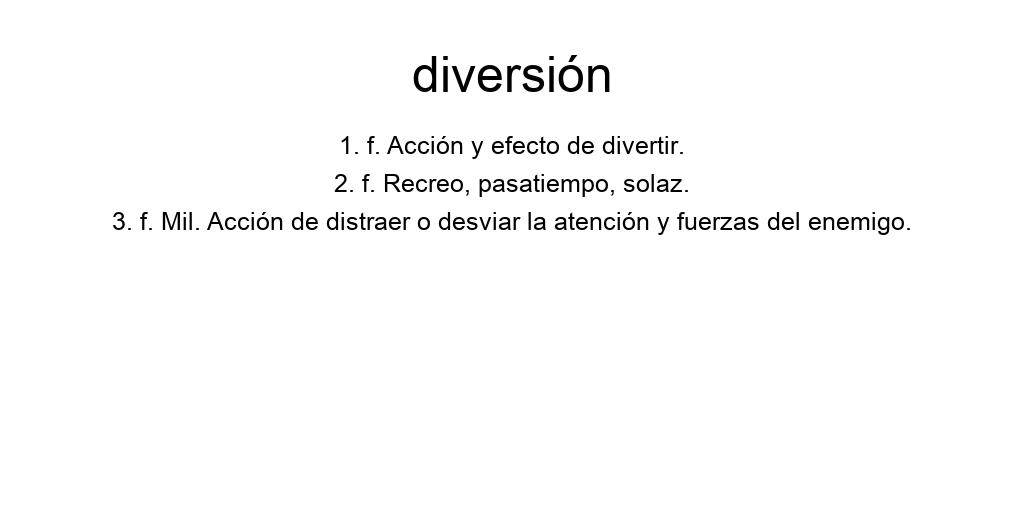 diversión
1. f. Acción y efecto de divertir.
2. f. Recreo, pasatiempo, solaz.
3. f. Mil. Acción de distraer o desviar la atención y fuerzas del enemigo.